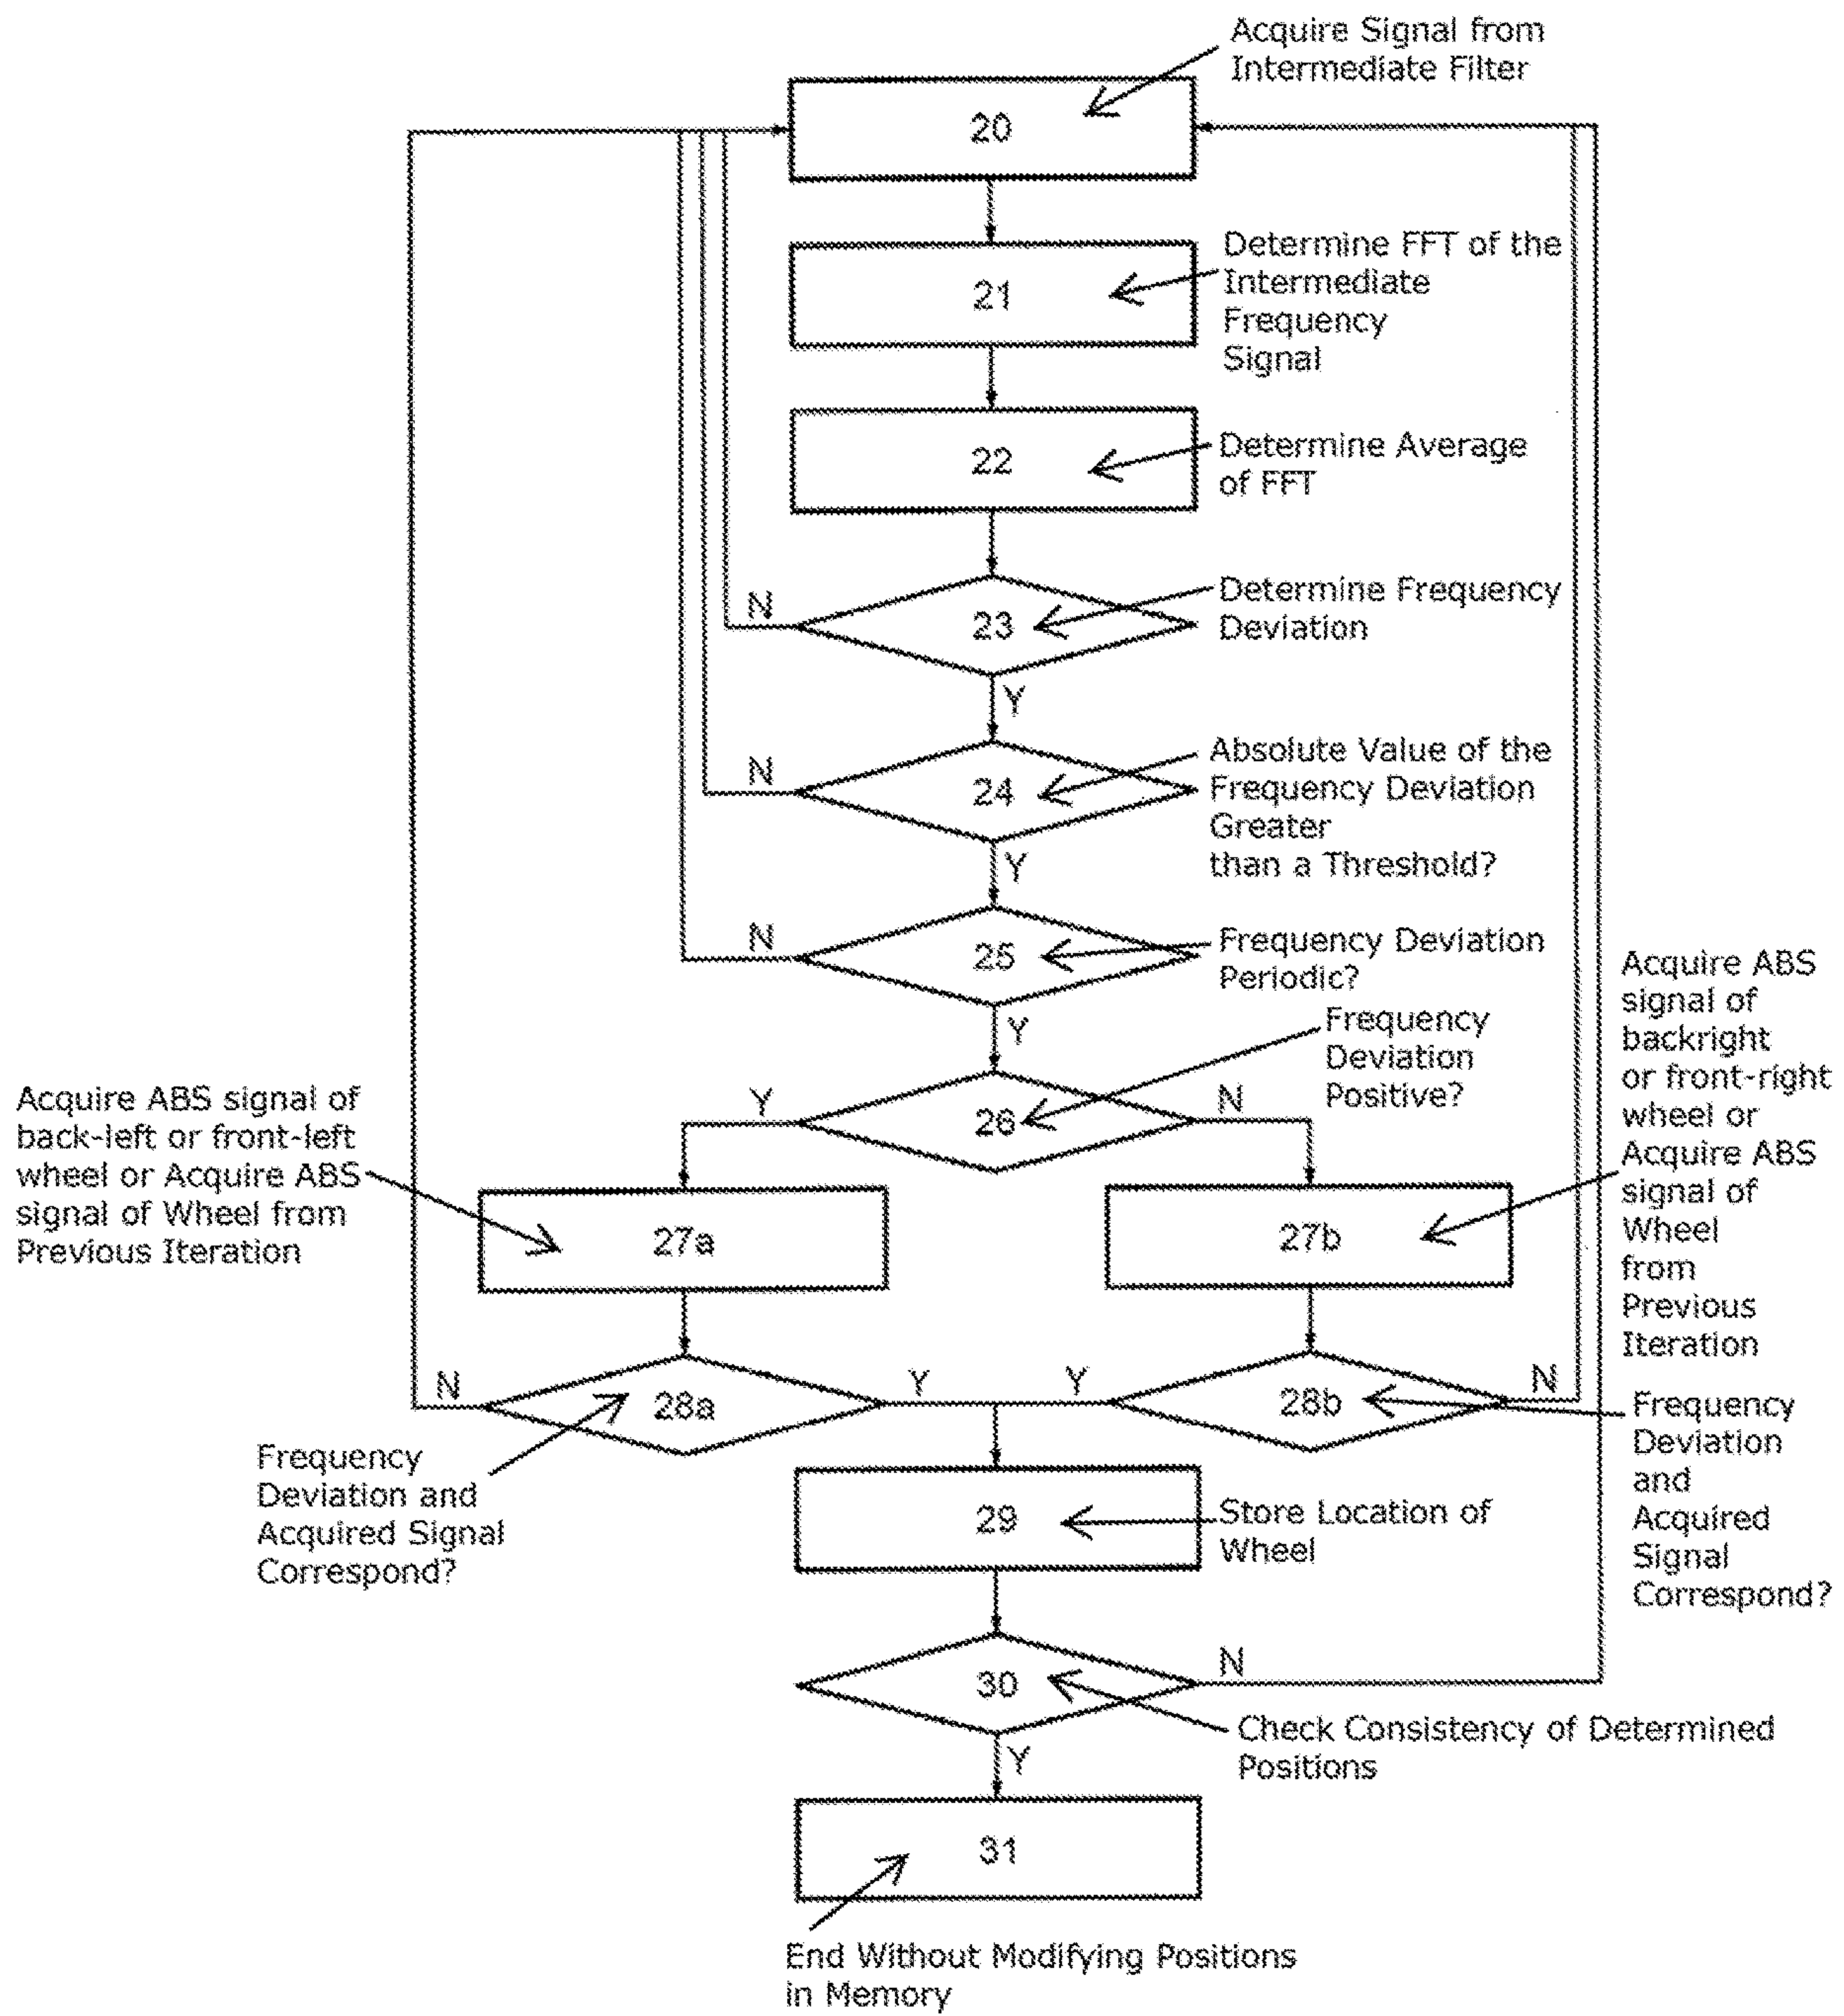 Acquire Signal from
Intermediate Filter
20
Determine FFT of the
Intermediate
Frequency
Signal
21
Determine Average
of FFT
22
Determine Frequency
Deviation
N
23
Y
Absolute Value of the
Frequency Deviation
Greater
than a Threshold?
N
24
Y
Frequency Deviation
Periodic?
N
25
Y
Frequency
Deviation
Positive?
Y
26
N
Acquire ABS signal of
back-left or front-left
wheel or Acquire ABS
signal of Wheel from
Previous Iteration
27a
27b
Acquire ABS
signal of
backright
or front-right
wheel or
Acquire ABS
signal of
Wheel
from
Previous
Iteration
N
28a
Y
Y
28b
N
Frequency
Deviation and
Acquired Signal
Correspond?
Frequency
Deviation
and
Acquired
Signal
Correspond?
29
Store Location of
Wheel
30
N
Check Consistency of Determined
Positions
Y
31
End Without Modifying Positions
in Memory